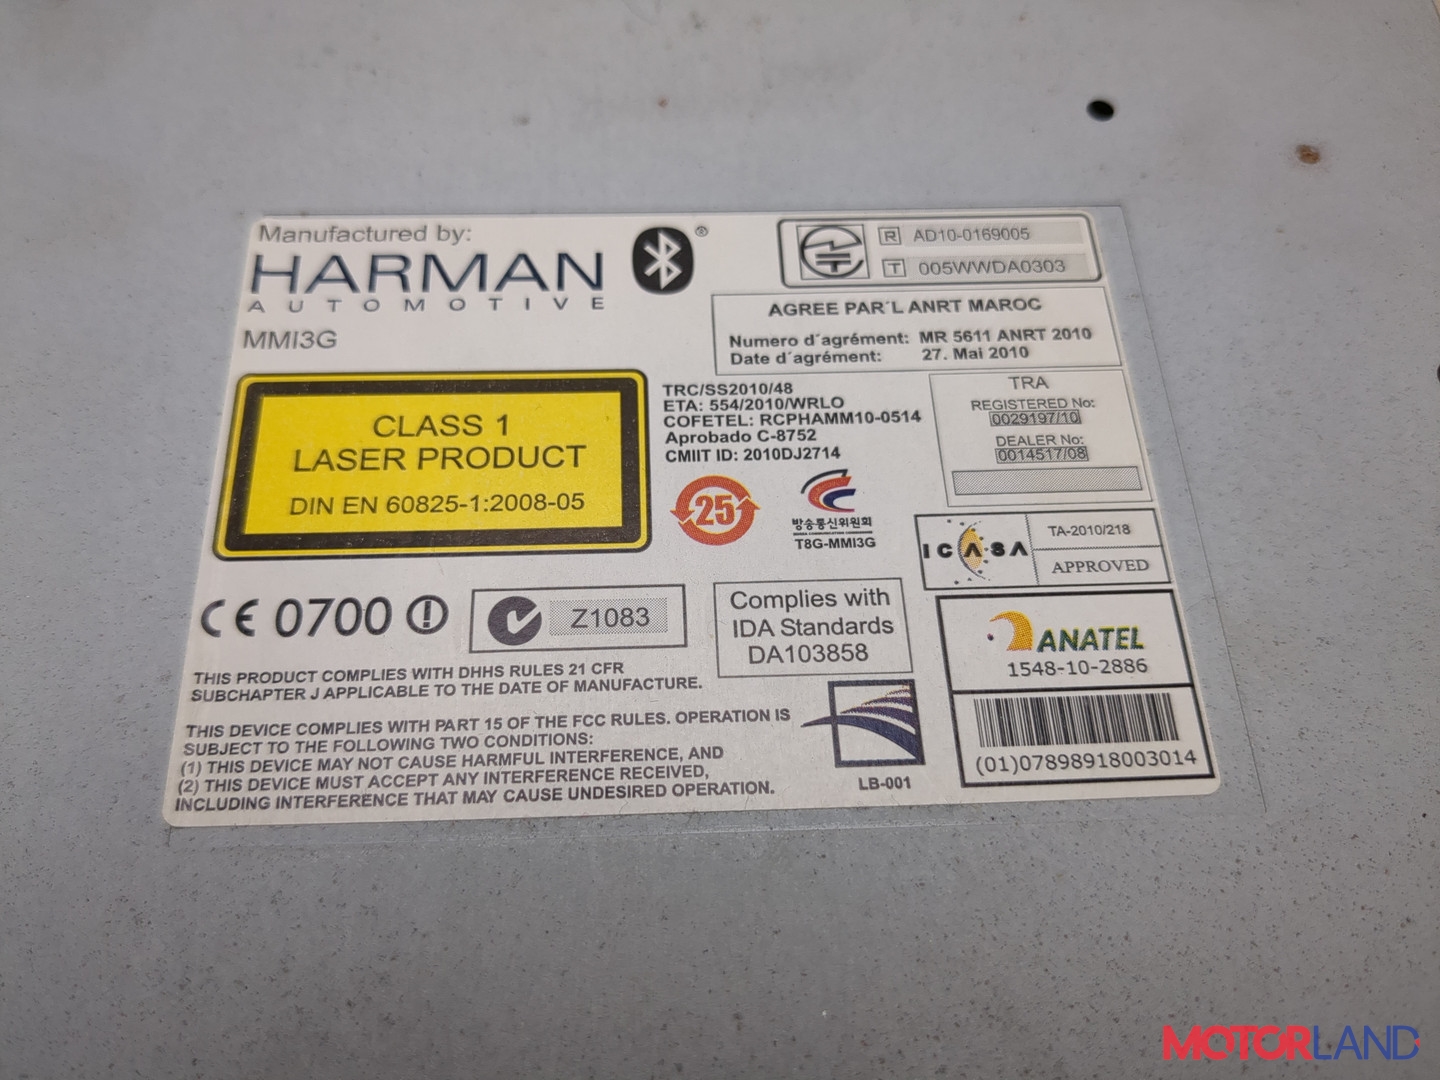 Manufactured by:
HARMAN
AUTOMOTIVE
®
MMI3G
CLASS 1
LASER PRODUCT
DIN EN 60825-1:2008-05
CE 0700
Z1083
THIS PRODUCT COMPLIES WITH DHHS RULES 21 CFR
SUBCHAPTER J APPLICABLE TO THE DATE OF MANUFACTURE.
THIS DEVICE COMPLIES WITH PART 15 OF THE FCC RULES. OPERATION IS
SUBJECT TO THE FOLLOWING TWO CONDITIONS:
(1) THIS DEVICE MAY NOT CAUSE HARMFUL INTERFERENCE, AND
(2) THIS DEVICE MUST ACCEPT ANY INTERFERENCE RECEIVED,
INCLUDING INTERFERENCE THAT MAY CAUSE UNDESIRED OPERATION.
R AD10-0169005
T 005WWDA0303
AGREE PAR´L ANRT MAROC
Numero d´agrément: MR 5611 ANRT 2010
Date d´agrément: 27. Mai 2010
TRC/SS2010/48
ETA: 554/2010/WRLO
COFETEL: RCPHAMM10-0514
Aprobado C-8752
CMIIT ID: 2010DJ2714
25
방송통신위원회
T8G-MMI3G
TRA
REGISTERED No:
0029197/10
DEALER No:
0014517/08
ICASA
TA-2010/218
APPROVED
Complies with
IDA Standards
DA103858
LB-001
ANATEL
1548-10-2886
(01)07898918003014
MOTORLAND